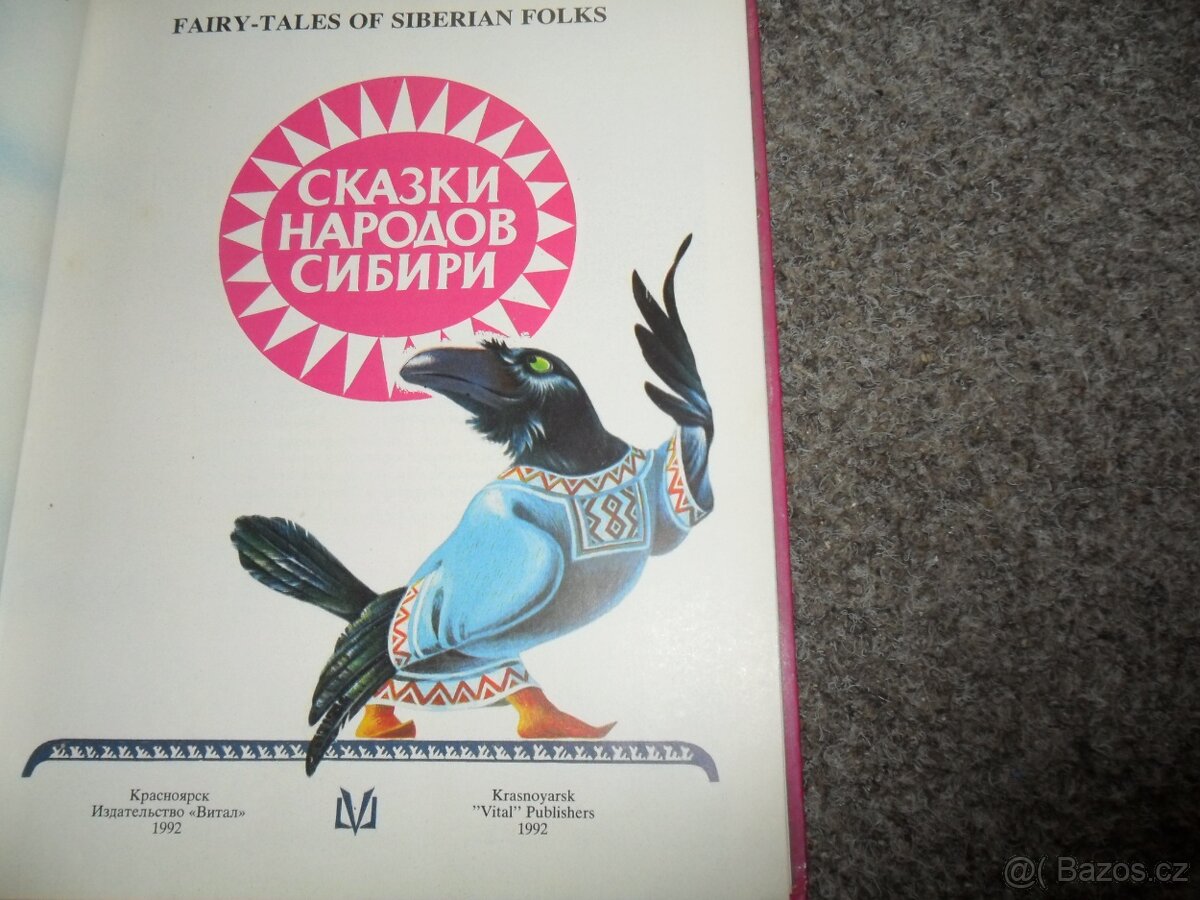 FAIRY-TALES OF SIBERIAN FOLKS
СКАЗКИ
НАРОДОВ
СИБИРИ
Красноярск
Издательство «Витал»
1992
Krasnoyarsk
"Vital" Publishers
1992
@( Bazos.cz